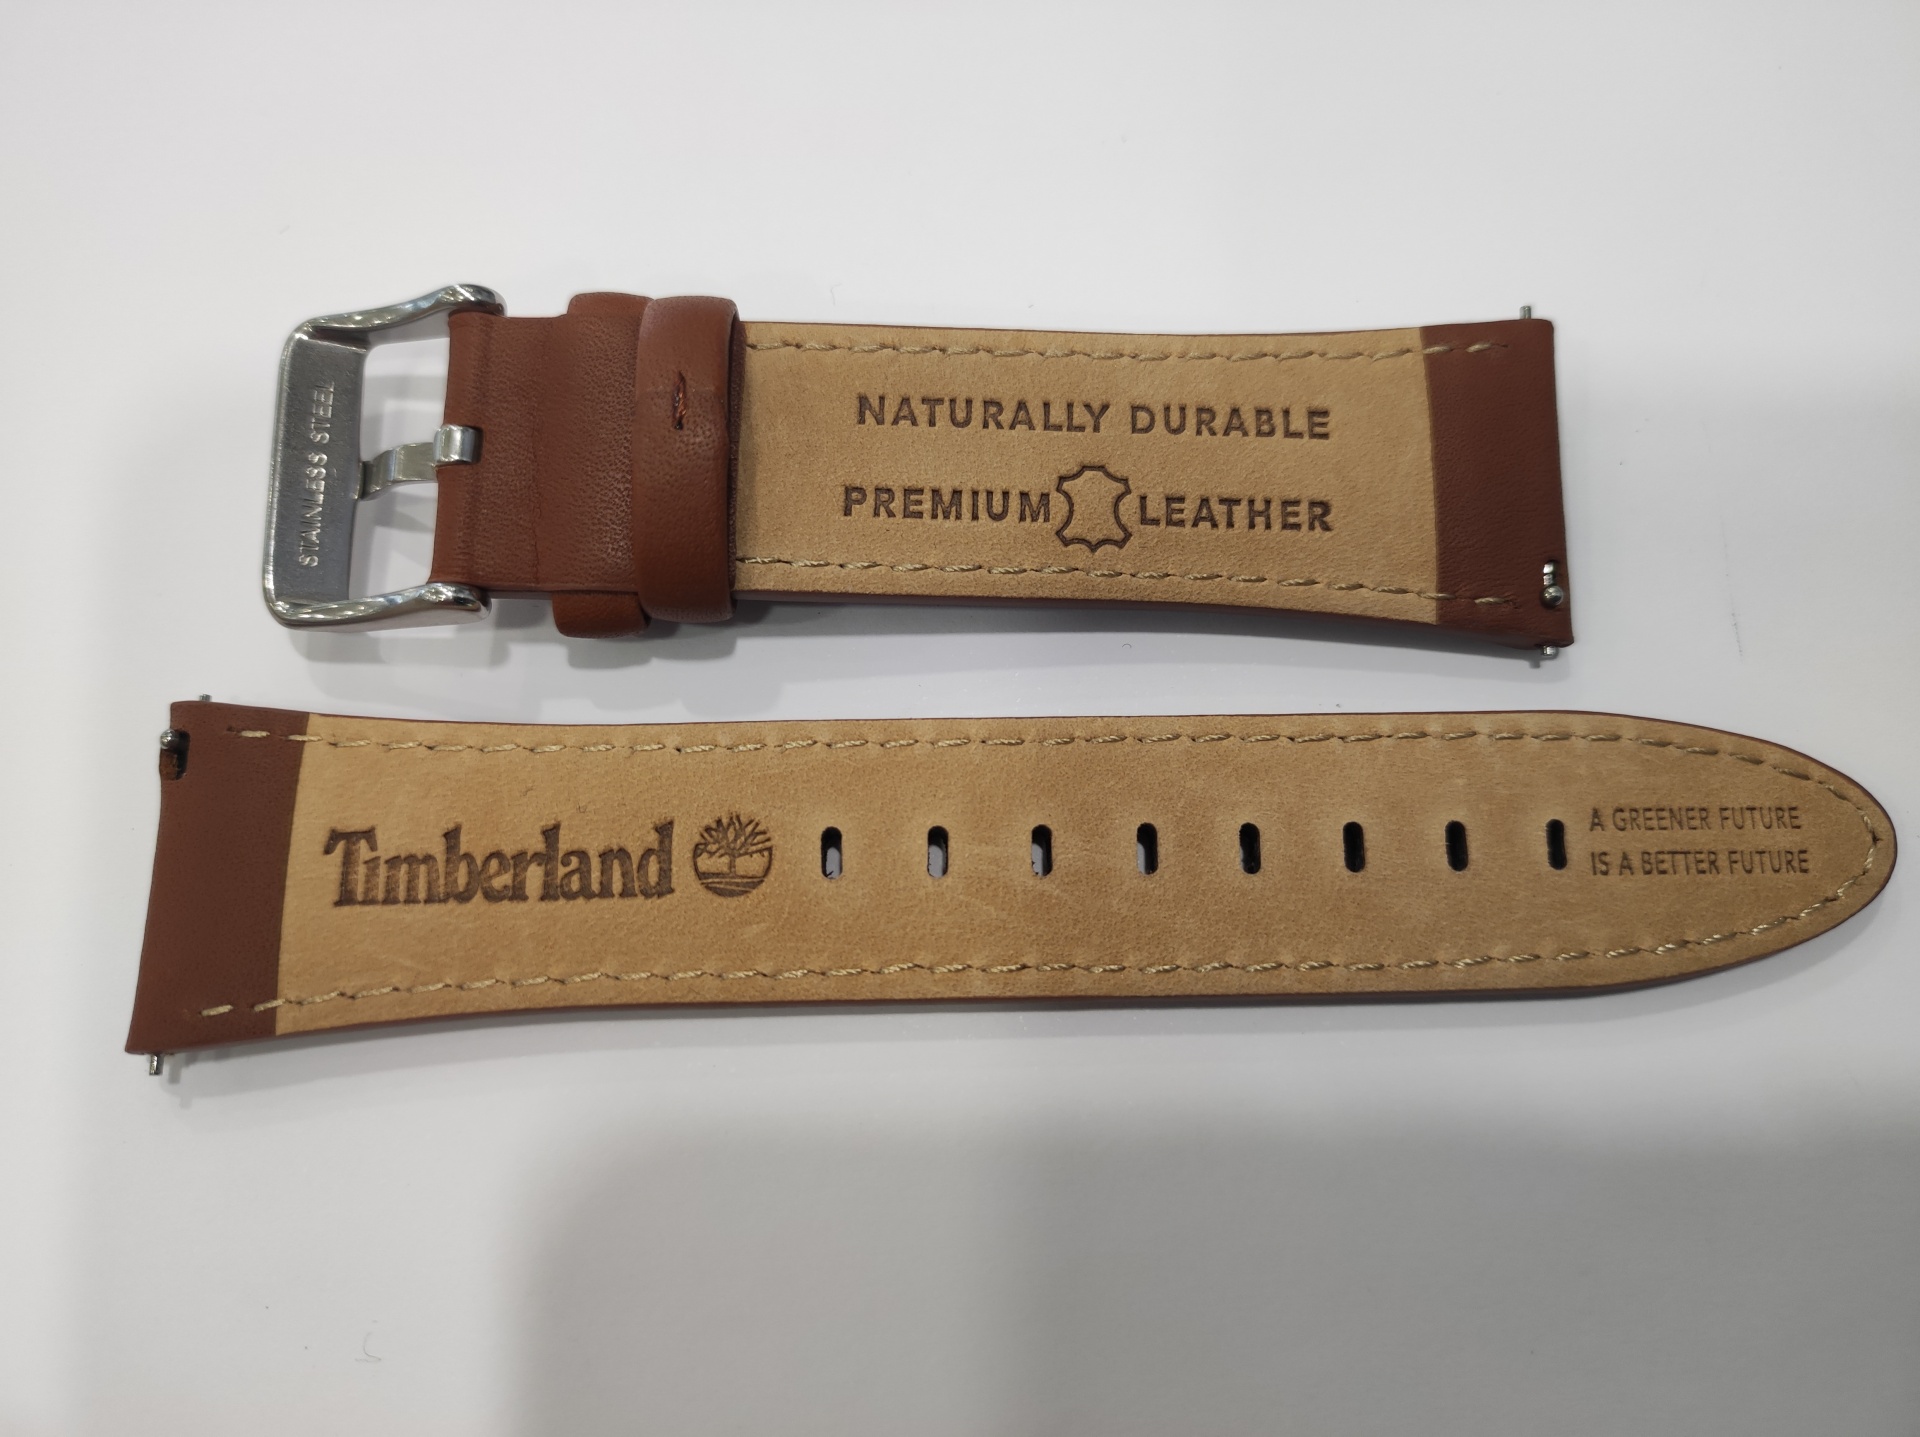 STAINLESS STEEL
NATURALLY DURABLE
PREMIUM LEATHER
Timberland
A GREENER FUTURE
IS A BETTER FUTURE